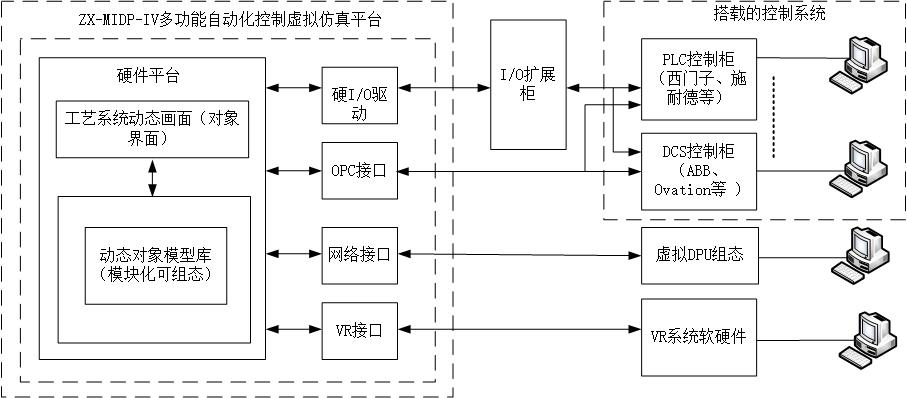 ZX-MIDP-IV多功能自动化控制虚拟仿真平台
搭载的控制系统
硬件平台
工艺系统动态画面（对象
界面）
动态对象模型库
（模块化可组态）
硬I/O驱动
动
OPC接口
网络接口
VR接口
I/O扩展
柜
PLC控制柜
（西门子、施
耐德等）
DCS控制柜
（ABB、
Ovation等 ）
虚拟DPU组态
VR系统软硬件